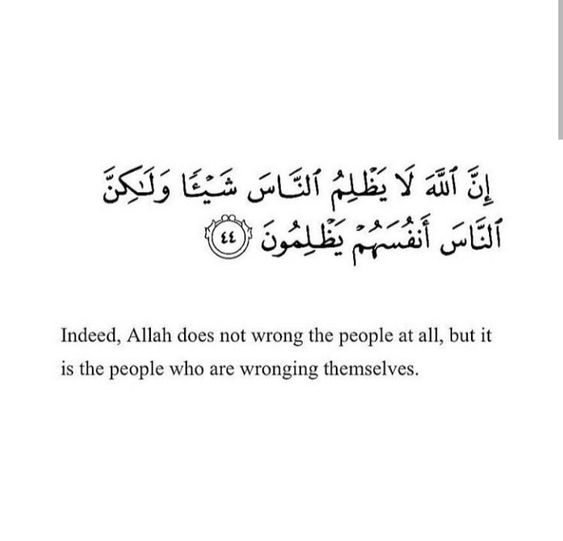 إِنَّ ٱللَّهَ لَا يَظْلِمُ ٱلنَّاسَ شَيْـًٔا وَلَـٰكِنَّ
ٱلنَّاسَ أَنفُسَهُمْ يَظْلِمُونَ ٤٤
Indeed, Allah does not wrong the people at all, but it
is the people who are wronging themselves.